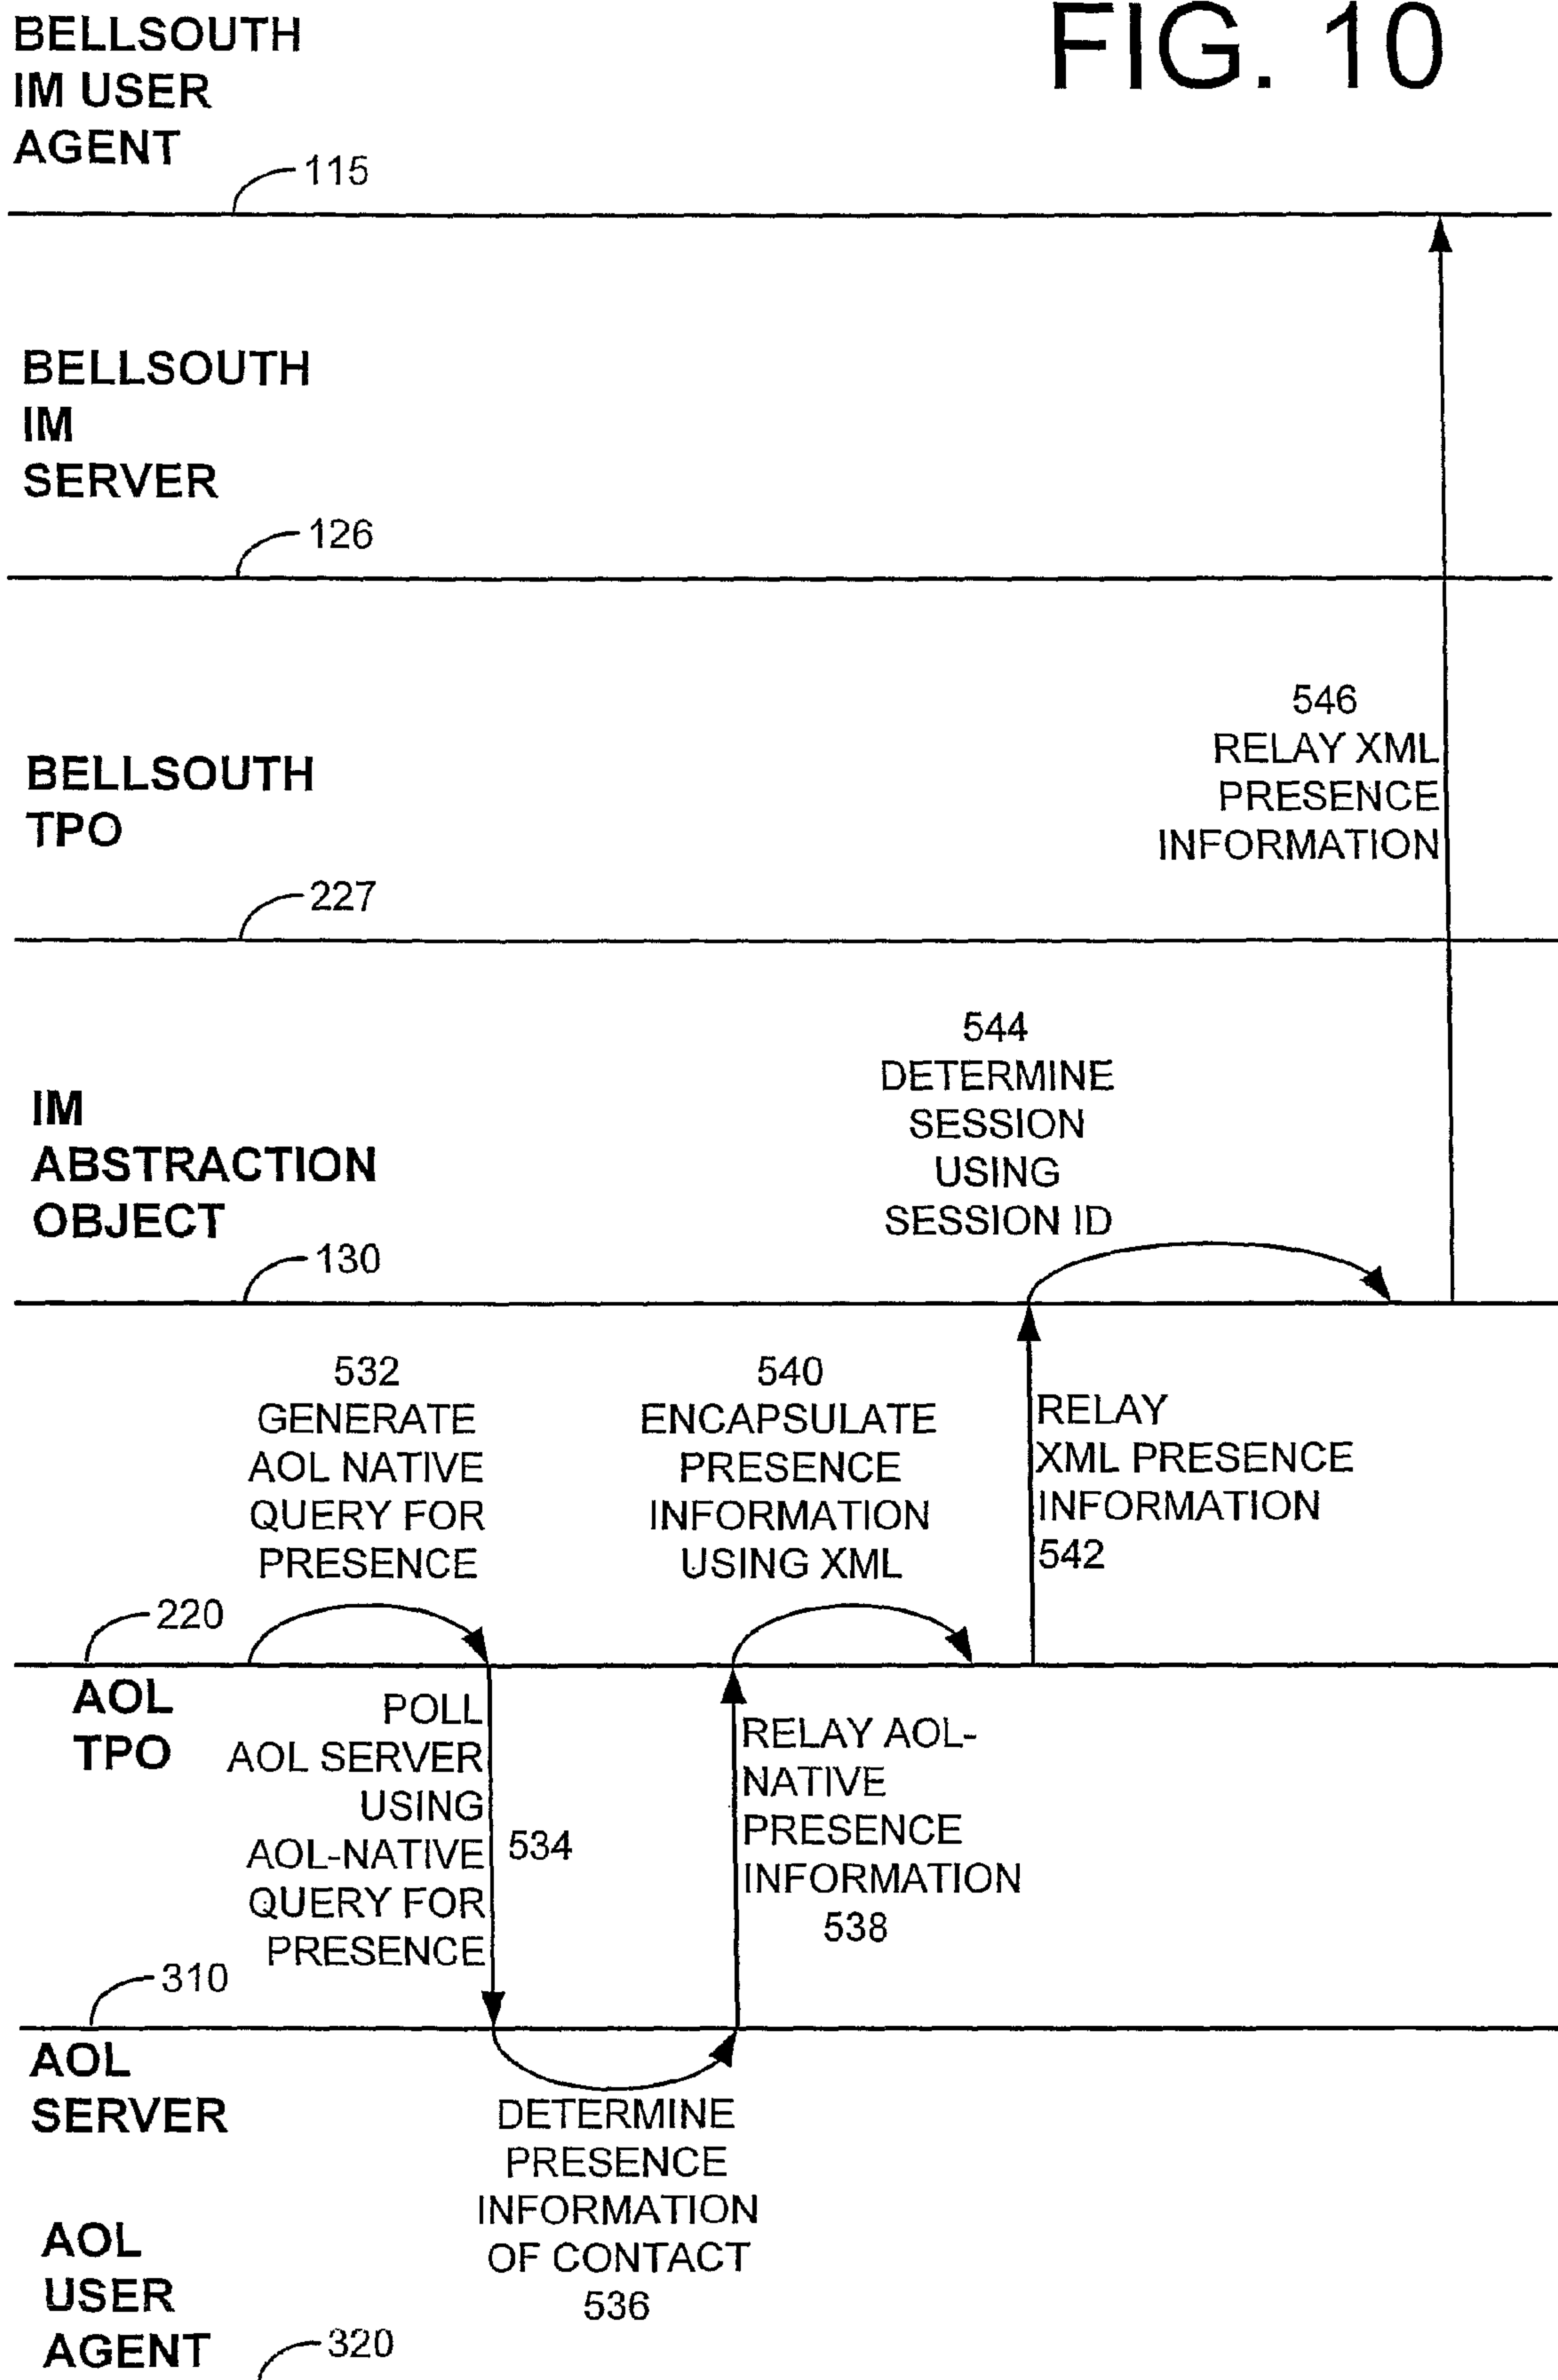 FIG. 10
BELLSOUTH
IM USER
AGENT
115
BELLSOUTH
IM
SERVER
126
546
RELAY XML
PRESENCE
INFORMATION
BELLSOUTH
TPO
227
544
DETERMINE
SESSION
USING
SESSION ID
IM
ABSTRACTION
OBJECT
130
532
GENERATE
AOL NATIVE
QUERY FOR
PRESENCE
540
ENCAPSULATE
PRESENCE
INFORMATION
USING XML
RELAY
XML PRESENCE
INFORMATION
542
220
AOL
TPO
POLL
AOL SERVER
USING
AOL-NATIVE
QUERY FOR
PRESENCE
534
RELAY AOL-
NATIVE
PRESENCE
INFORMATION
538
310
AOL
SERVER
DETERMINE
PRESENCE
INFORMATION
OF CONTACT
536
AOL
USER
AGENT
320